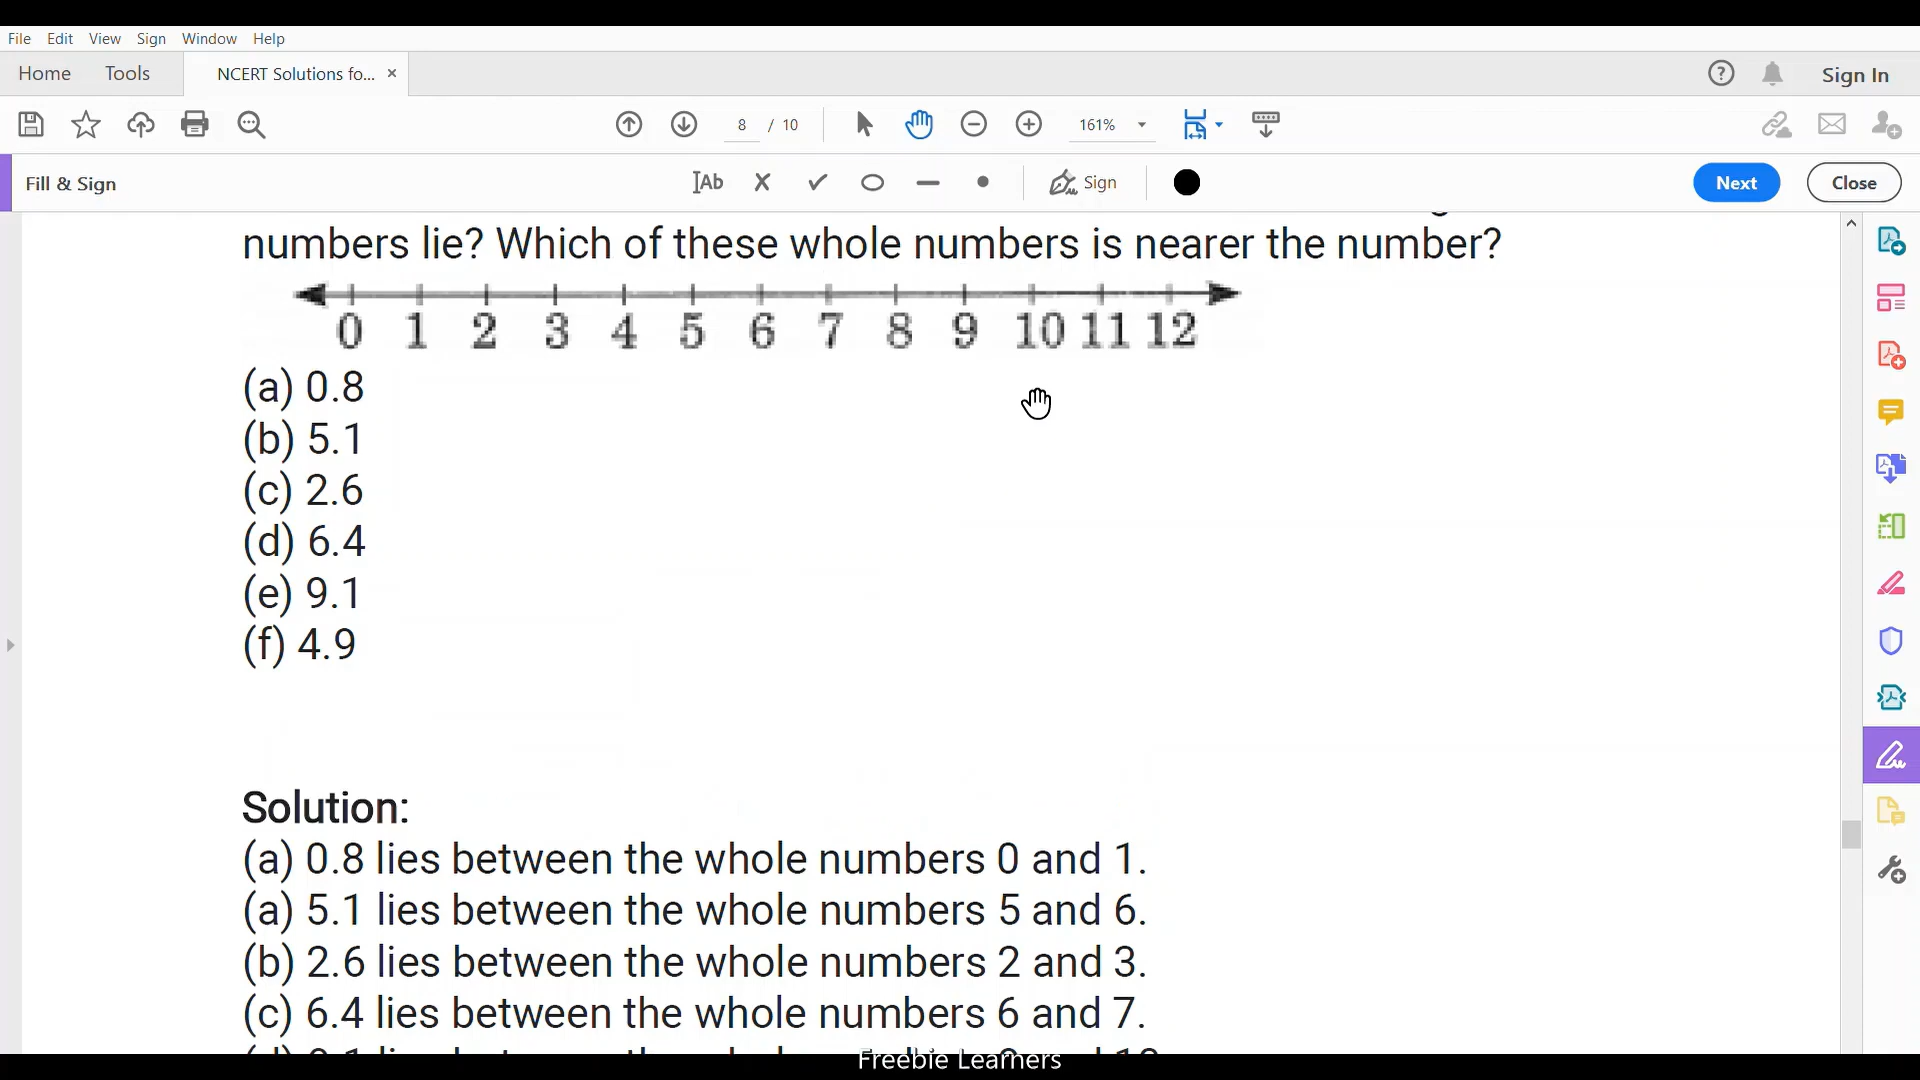 File Edit View Sign Window Help
Home Tools NCERT Solutions fo... × Sign In
8 / 10 161%
Fill & Sign Ab Sign Next Close
numbers lie? Which of these whole numbers is nearer the number?
0 1 2 3 4 5 6 7 8 9 10 11 12
(a) 0.8
(b) 5.1
(c) 2.6
(d) 6.4
(e) 9.1
(f) 4.9
Solution:
(a) 0.8 lies between the whole numbers 0 and 1.
(a) 5.1 lies between the whole numbers 5 and 6.
(b) 2.6 lies between the whole numbers 2 and 3.
(c) 6.4 lies between the whole numbers 6 and 7.
Freebie Learners